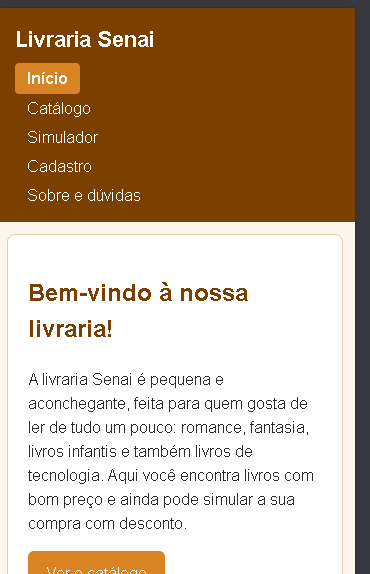 Livraria Senai
Início
Catálogo
Simulador
Cadastro
Sobre e dúvidas
Bem-vindo à nossa
livraria!
A livraria Senai é pequena e
aconchegante, feita para quem gosta de
ler de tudo um pouco: romance, fantasia,
livros infantis e também livros de
tecnologia. Aqui você encontra livros com
bom preço e ainda pode simular a sua
compra com desconto.
Ver o catálogo